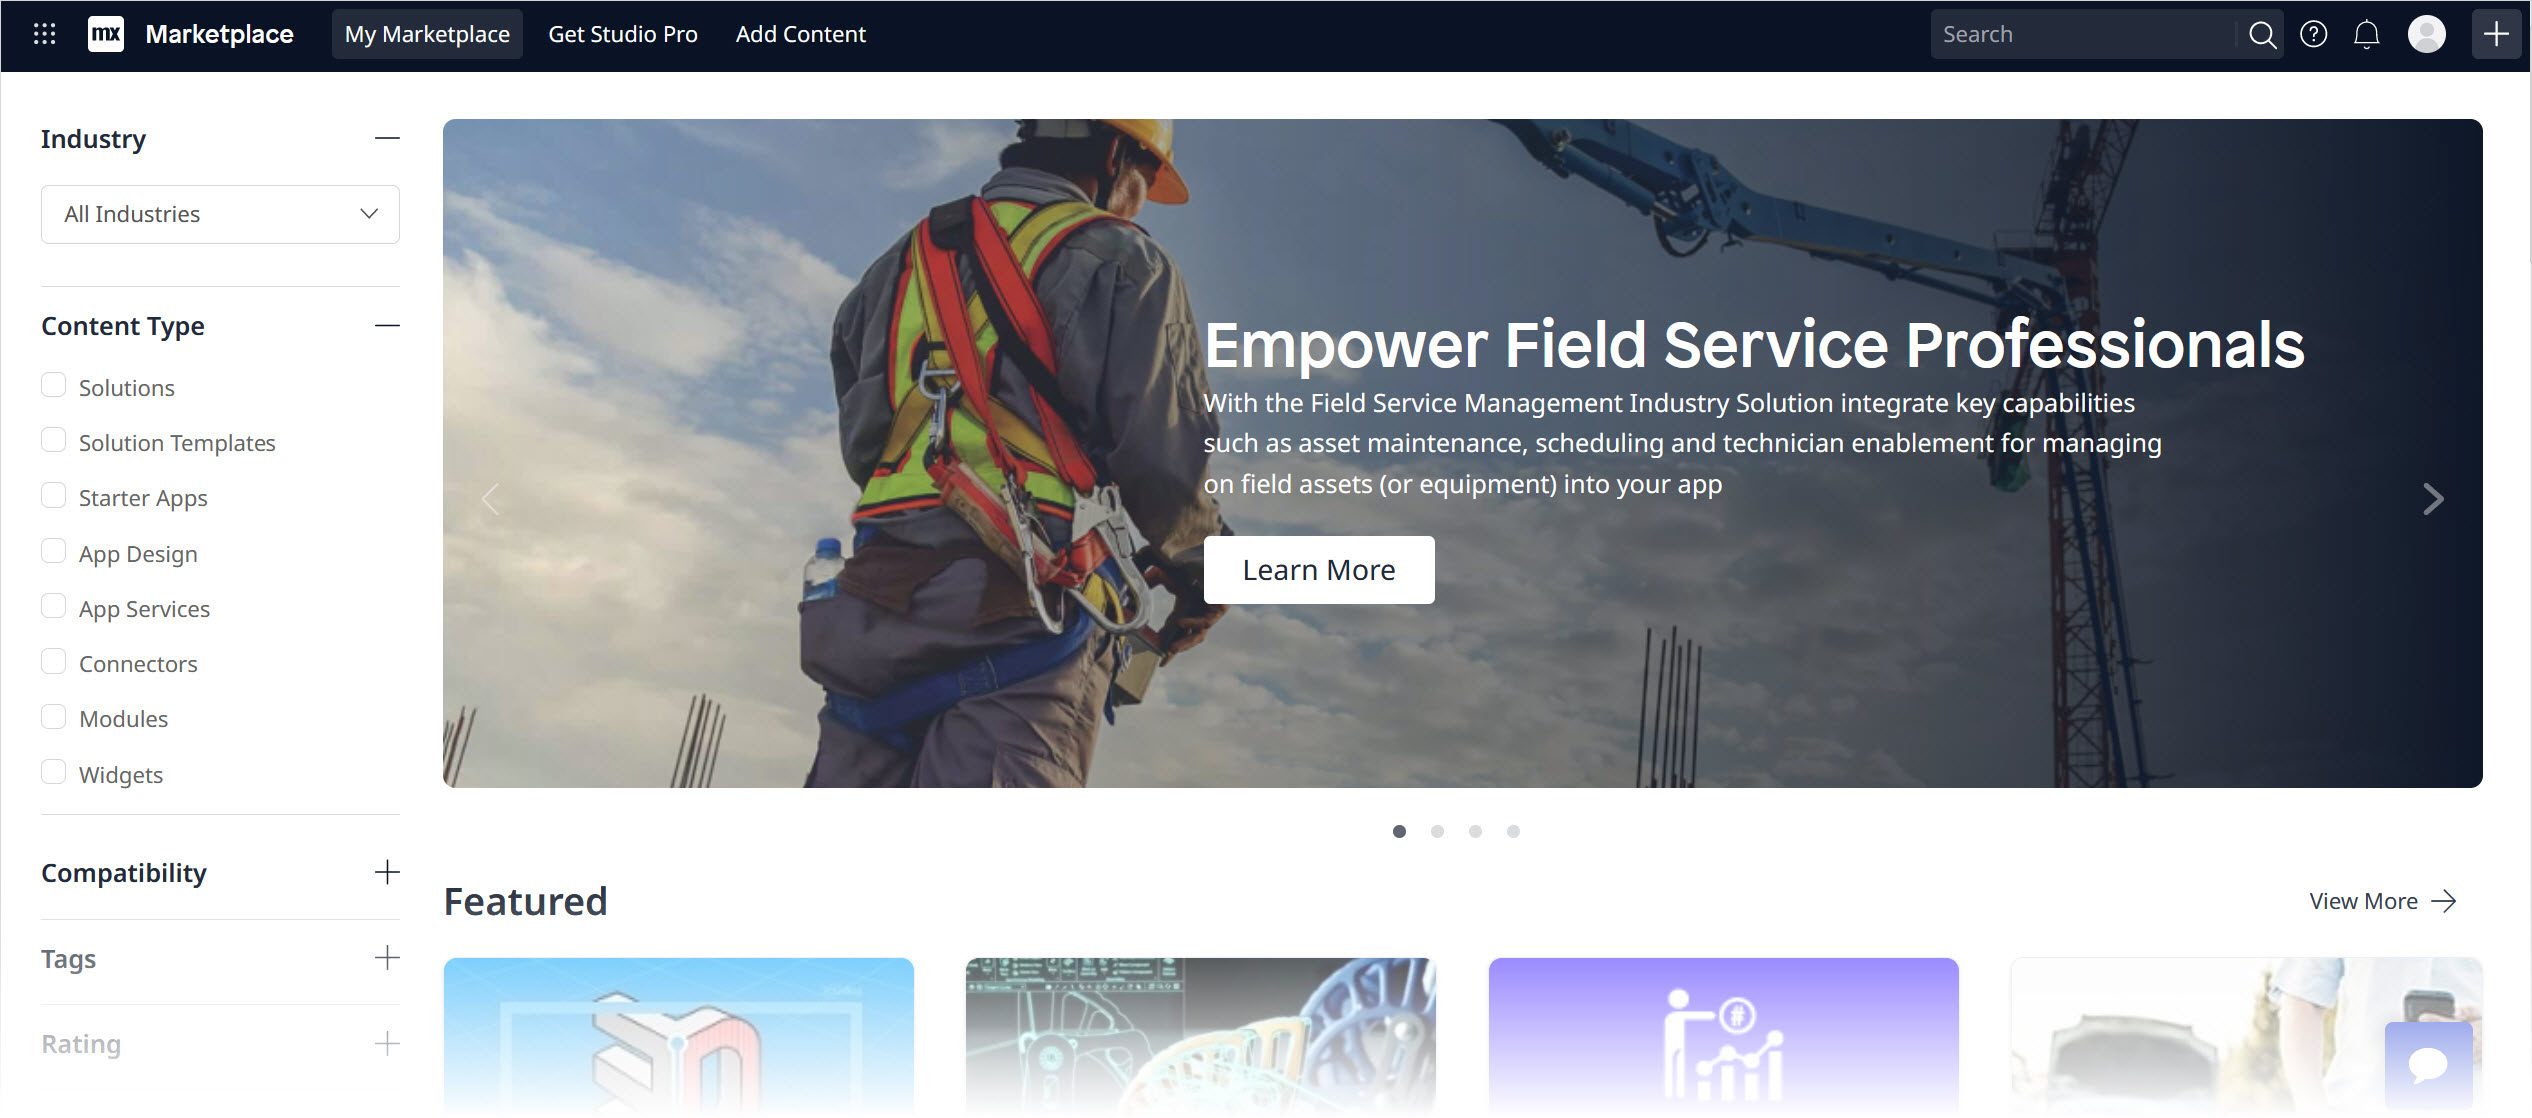 mx
Marketplace
My Marketplace
Get Studio Pro
Add Content
Search
Industry
All Industries
Content Type
Solutions
Solution Templates
Starter Apps
App Design
App Services
Connectors
Modules
Widgets
Compatibility
Tags
Rating
Empower Field Service Professionals
With the Field Service Management Industry Solution integrate key capabilities
such as asset maintenance, scheduling and technician enablement for managing
on field assets (or equipment) into your app
Learn More
Featured
View More
#